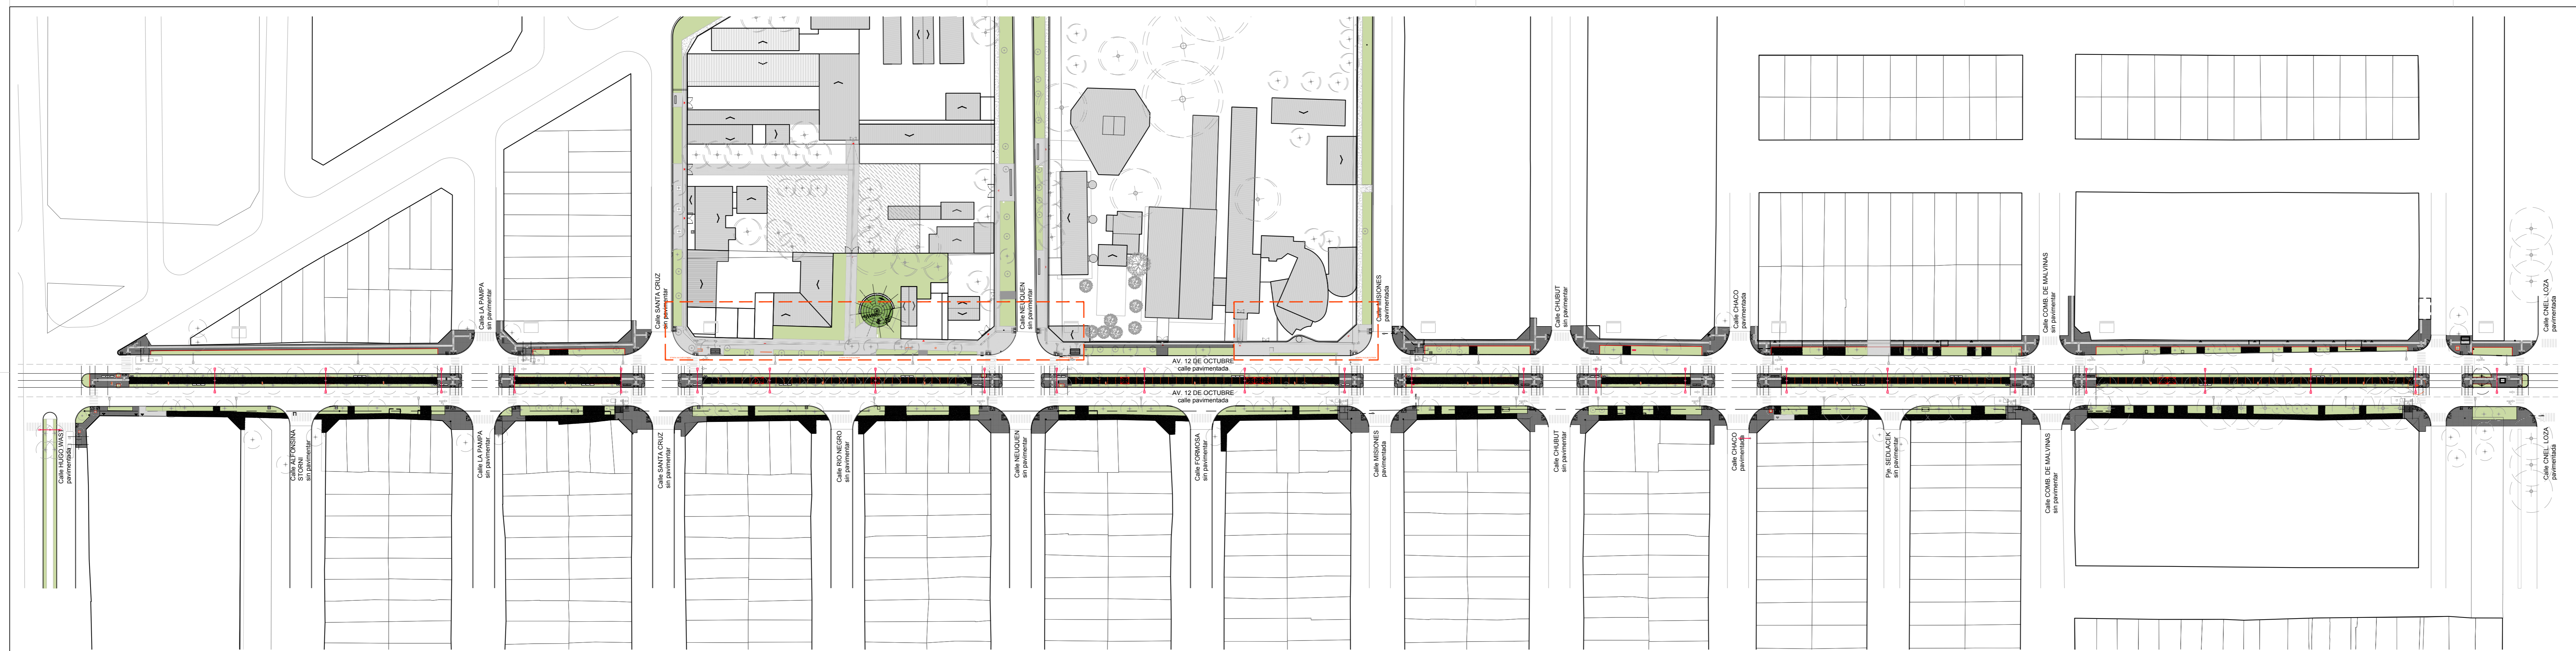 Calle LA PAMPA
sin pavimentar
Calle SANTA CRUZ
sin pavimentar
Calle NEUQUEN
sin pavimentar
Calle MISIONES
pavimentada
Calle CHUBUT
sin pavimentar
Calle CHACO
pavimentada
Calle COMB. DE MALVINAS
sin pavimentar
Calle CNEL. LOZA
pavimentada
AV. 12 DE OCTUBRE
calle pavimentada
AV. 12 DE OCTUBRE
calle pavimentada
Calle HUGO WAST
pavimentada
Calle ALFONSINA
STORNI
sin pavimentar
Calle LA PAMPA
sin pavimentar
Calle SANTA CRUZ
sin pavimentar
Calle RIO NEGRO
sin pavimentar
Calle NEUQUEN
sin pavimentar
Calle FORMOSA
sin pavimentar
Calle MISIONES
pavimentada
Calle CHUBUT
sin pavimentar
Calle CHACO
pavimentada
Pje. SEDLACEK
sin pavimentar
Calle COMB. DE MALVINAS
sin pavimentar
Calle CNEL. LOZA
pavimentada